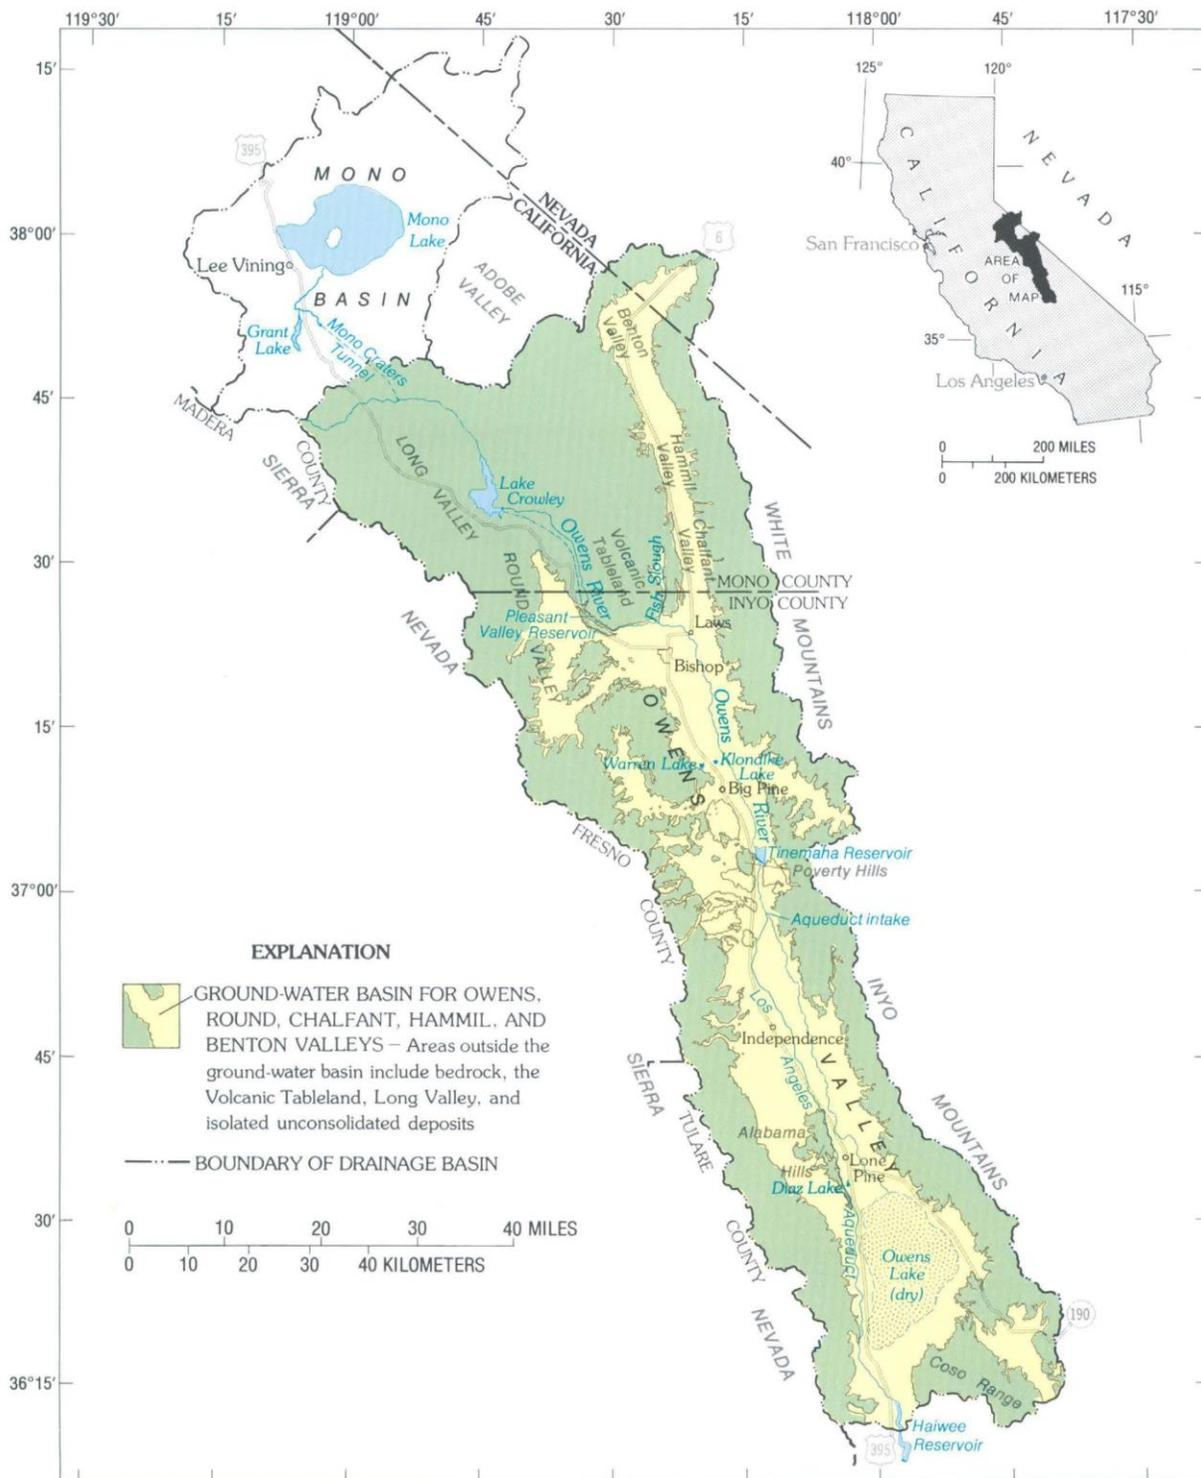 119°30'
15'
119°00'
45'
30'
15'
118°00'
45'
117°30'
15'
38°00'
45'
30'
15'
37°00'
45'
30'
36°15'
125°
120°
40°
35°
115°
CALIFORNIA
NEVADA
San Francisco
Los Angeles
AREA
OF
MAP
0 200 MILES
0 200 KILOMETERS
395
MONO
BASIN
Mono
Lake
Lee Vining
Grant
Lake
Mono Craters
Tunnel
ADOBE
VALLEY
NEVADA
CALIFORNIA
6
Benton
Valley
Hammil
Valley
Chalfant
Valley
MADERA
COUNTY
SIERRA
LONG
VALLEY
Lake
Crowley
Owens
River
Volcanic
Tableland
Fish Slough
WHITE
MOUNTAINS
MONO COUNTY
INYO COUNTY
ROUND
VALLEY
Pleasant
Valley Reservoir
NEVADA
Laws
Bishop
OWENS
Owens
River
Warren Lake
Klondike
Lake
Big Pine
FRESNO
COUNTY
Tinemaha Reservoir
Poverty Hills
Aqueduct intake
INYO
MOUNTAINS
Los
Angeles
Aqueduct
Independence
VALLEY
SIERRA
NEVADA
TULARE
COUNTY
Alabama
Hills
Lone
Pine
Diaz Lake
Owens
Lake
(dry)
190
Coso Range
Haiwee
Reservoir
395
EXPLANATION
GROUND-WATER BASIN FOR OWENS,
ROUND, CHALFANT, HAMMIL, AND
BENTON VALLEYS – Areas outside the
ground-water basin include bedrock, the
Volcanic Tableland, Long Valley, and
isolated unconsolidated deposits
BOUNDARY OF DRAINAGE BASIN
0 10 20 30 40 MILES
0 10 20 30 40 KILOMETERS